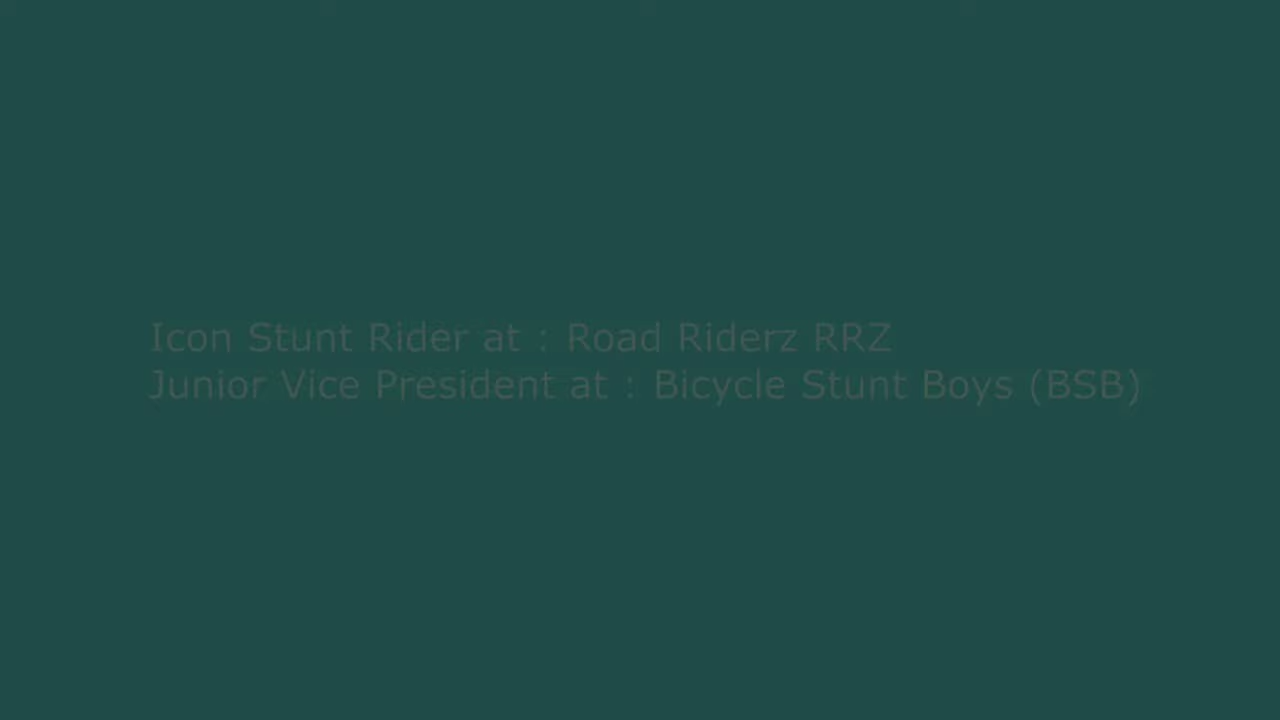 Icon Stunt Rider at : Road Riderz RRZ
Junior Vice President at : Bicycle Stunt Boys (BSB)